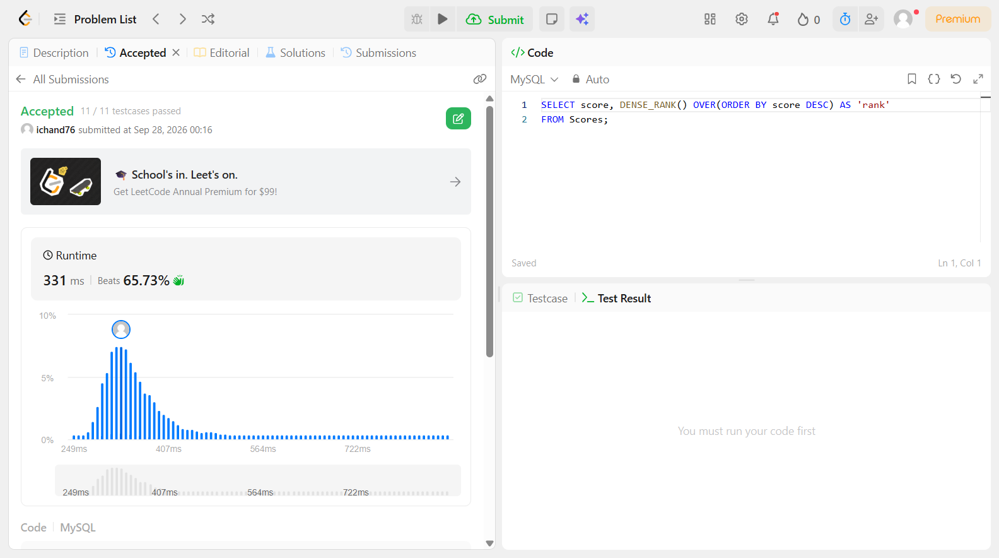 Problem List
Submit
0
Premium
Description
Accepted
Editorial
Solutions
Submissions
All Submissions
Accepted 11 / 11 testcases passed
ichand76 submitted at Sep 28, 2026 00:16
School's in. Leet's on.
Get LeetCode Annual Premium for $99!
Runtime
331 ms Beats 65.73%
10%
5%
0%
249ms 407ms 564ms 722ms
249ms 407ms 564ms 722ms
Code MySQL
Code
MySQL Auto
1 SELECT score, DENSE_RANK() OVER(ORDER BY score DESC) AS 'rank'
2 FROM Scores;
Saved
Ln 1, Col 1
Testcase
Test Result
You must run your code first